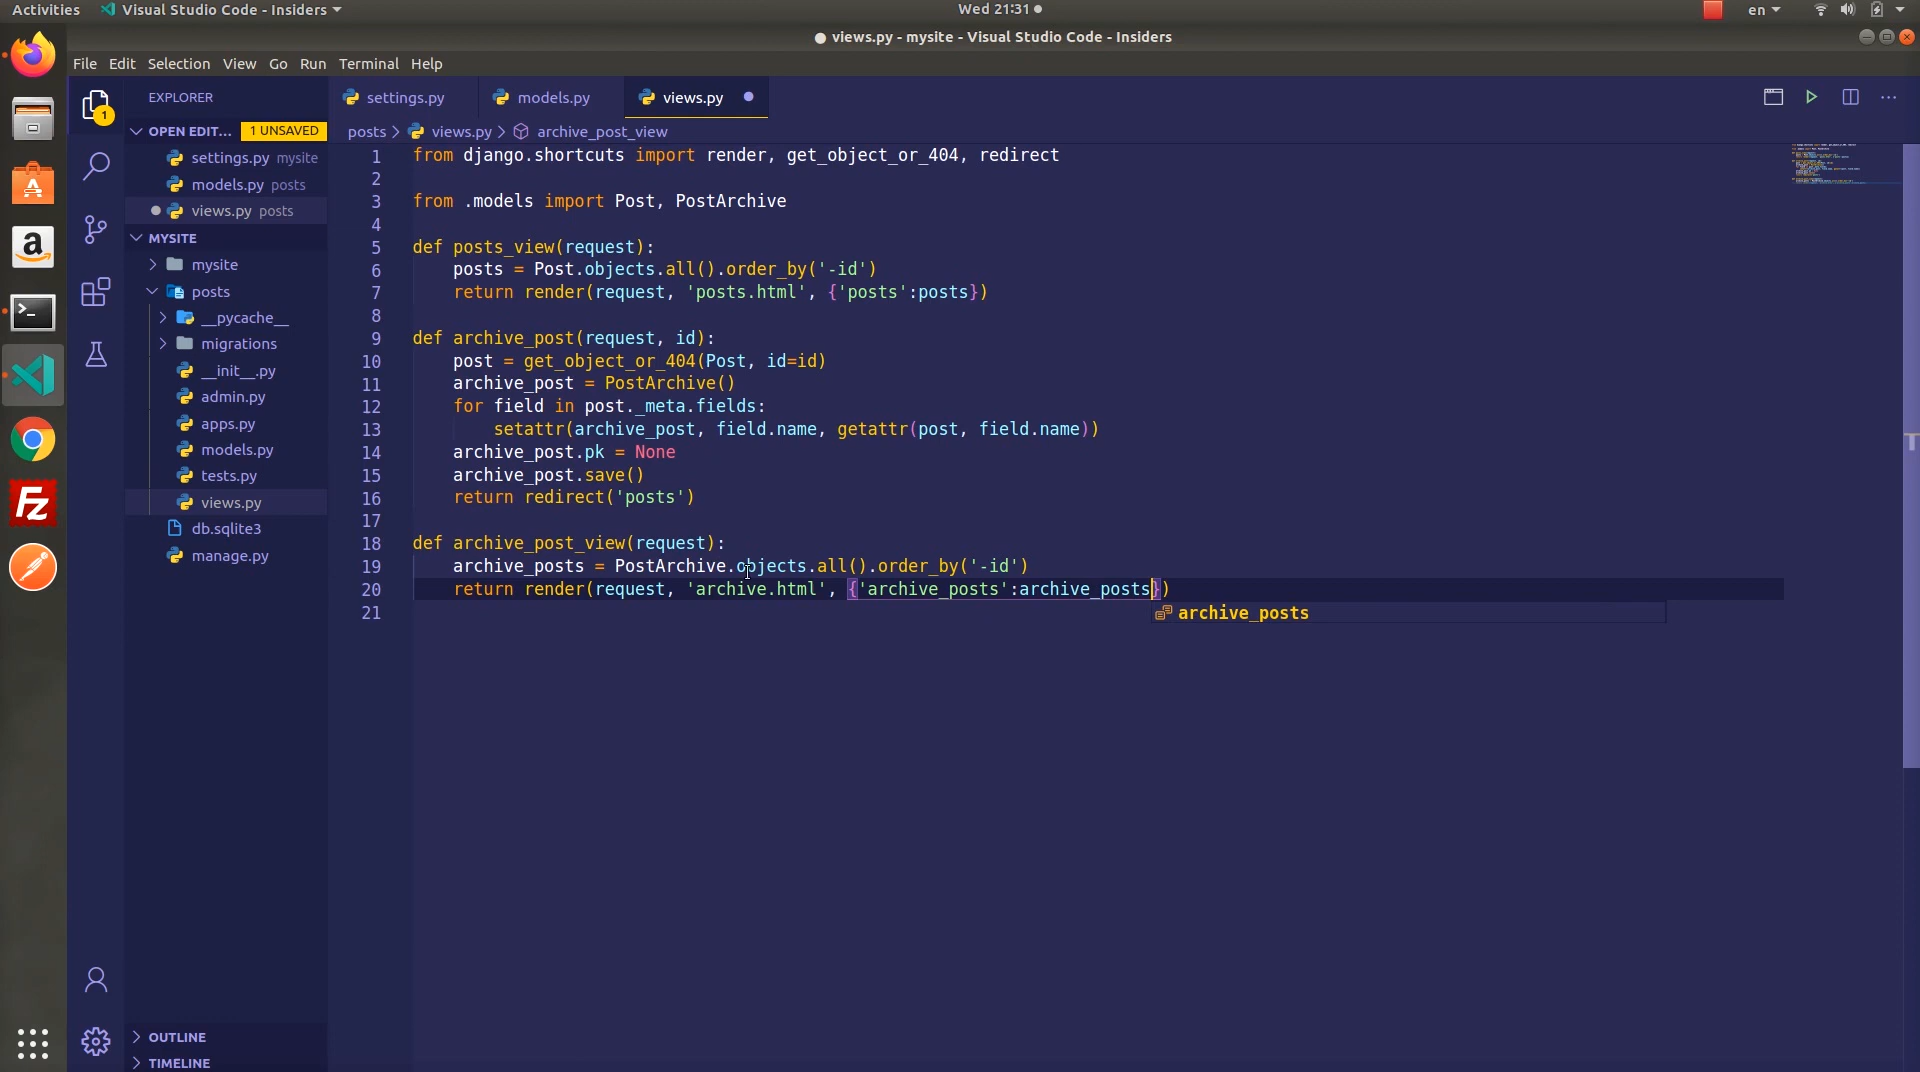 Activities
Visual Studio Code - Insiders
Wed 21:31
en
views.py - mysite - Visual Studio Code - Insiders
File Edit Selection View Go Run Terminal Help
1
EXPLORER
settings.py
models.py
views.py
OPEN EDIT... 1 UNSAVED
posts > views.py > archive_post_view
settings.py mysite
models.py posts
views.py posts
MYSITE
mysite
posts
__pycache__
migrations
__init__.py
admin.py
apps.py
models.py
tests.py
views.py
db.sqlite3
manage.py
OUTLINE
TIMELINE
1 from django.shortcuts import render, get_object_or_404, redirect
2
3 from .models import Post, PostArchive
4
5 def posts_view(request):
6 posts = Post.objects.all().order_by('-id')
7 return render(request, 'posts.html', {'posts':posts})
8
9 def archive_post(request, id):
10 post = get_object_or_404(Post, id=id)
11 archive_post = PostArchive()
12 for field in post._meta.fields:
13 setattr(archive_post, field.name, getattr(post, field.name))
14 archive_post.pk = None
15 archive_post.save()
16 return redirect('posts')
17
18 def archive_post_view(request):
19 archive_posts = PostArchive.objects.all().order_by('-id')
20 return render(request, 'archive.html', {'archive_posts':archive_posts})
21
archive_posts